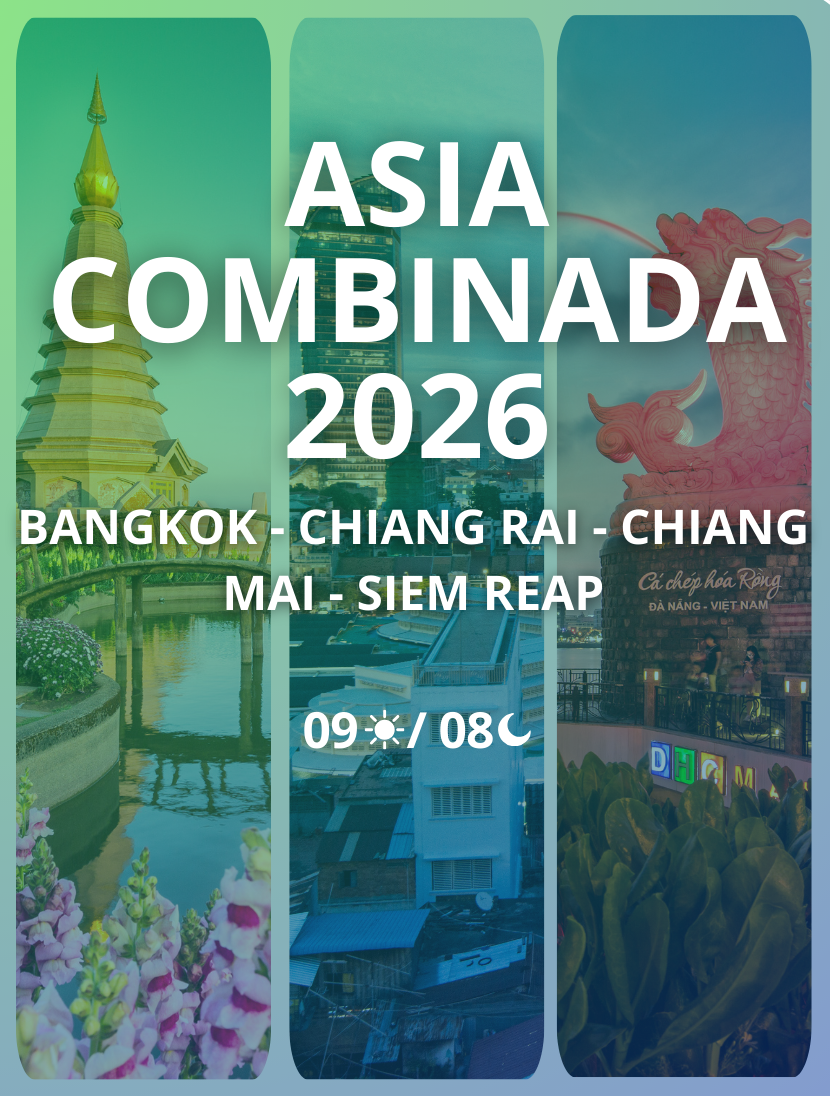 ASIA
COMBINADA
2026
BANGKOK - CHIANG RAI - CHIANG
MAI - SIEM REAP
Cá chép hóa Rồng
ĐÀ NẴNG - VIỆT NAM
09☀/ 08☾
DHC M